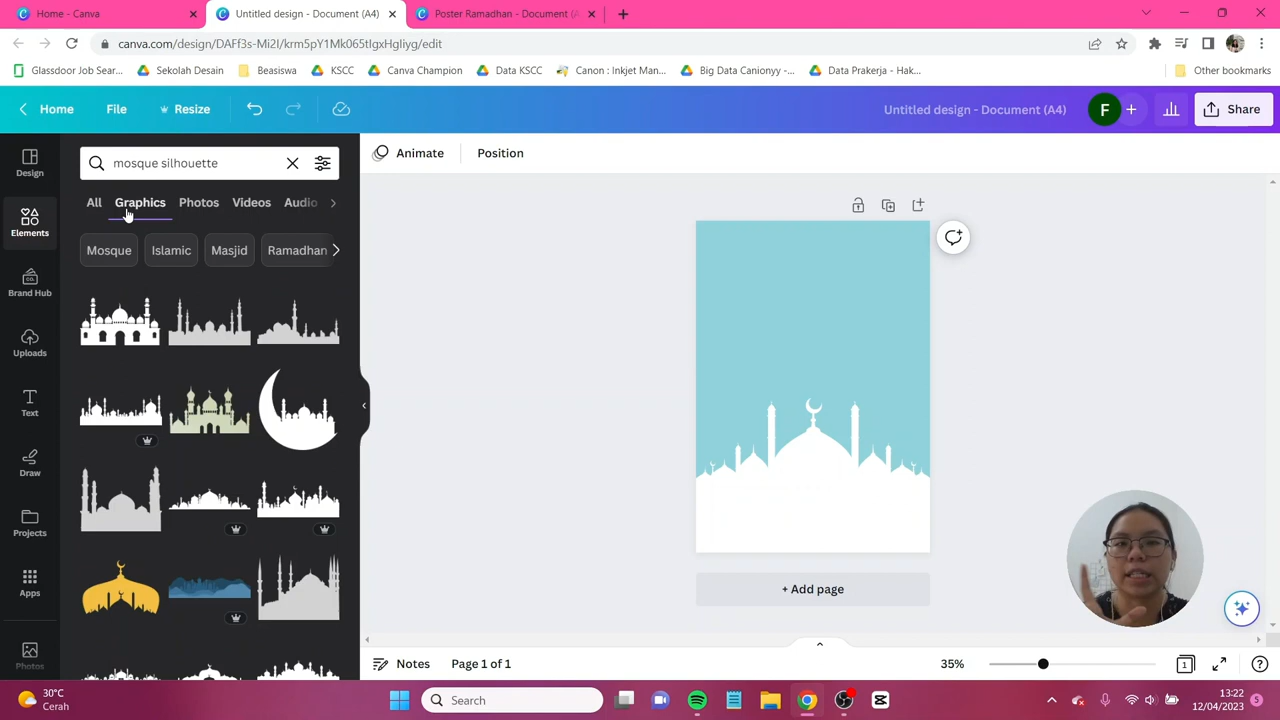 Home - Canva
Untitled design - Document (A4)
Poster Ramadhan - Document (A
canva.com/design/DAFf3s-Mi2I/krm5pY1Mk065tIgxHgIiyg/edit
Glassdoor Job Sear...
Sekolah Desain
Beasiswa
KSCC
Canva Champion
Data KSCC
Canon : Inkjet Man...
Big Data Canionyy -...
Data Prakerja - Hak...
Other bookmarks
Home
File
Resize
Untitled design - Document (A4)
F
Share
Design
Elements
Brand Hub
CO.
Uploads
Text
Draw
Projects
Apps
Photos
mosque silhouette
All
Graphics
Photos
Videos
Audio
Mosque
Islamic
Masjid
Ramadhan
Animate
Position
+ Add page
Notes
Page 1 of 1
35%
1
30°C
Cerah
Search
13:22
12/04/2023
5